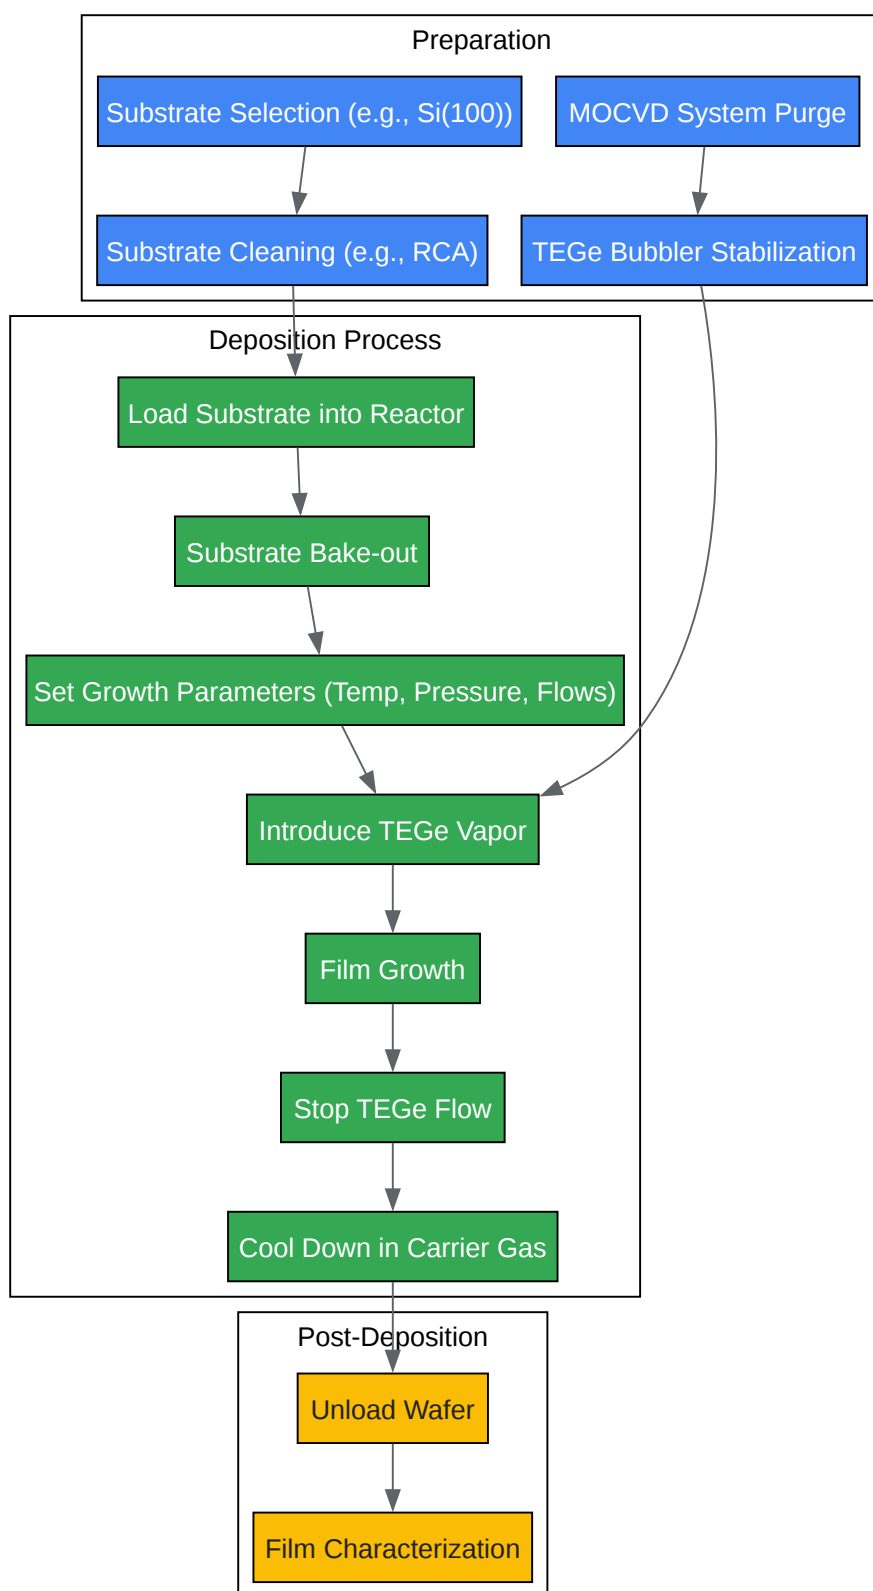 Preparation
Substrate Selection (e.g., Si(100))
MOCVD System Purge
Substrate Cleaning (e.g., RCA)
TEGe Bubbler Stabilization
Deposition Process
Load Substrate into Reactor
Substrate Bake-out
Set Growth Parameters (Temp, Pressure, Flows)
Introduce TEGe Vapor
Film Growth
Stop TEGe Flow
Cool Down in Carrier Gas
Post-Deposition
Unload Wafer
Film Characterization